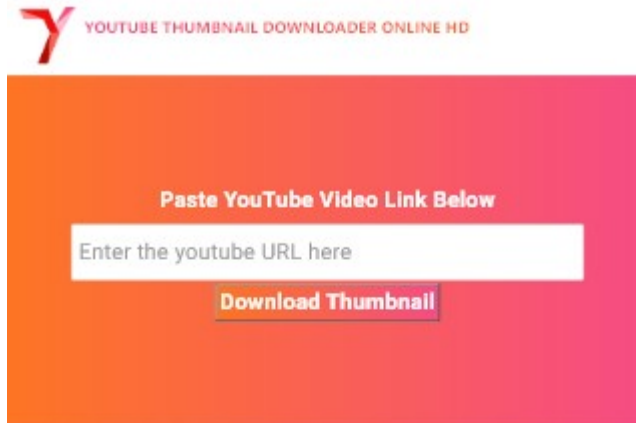 YOUTUBE THUMBNAIL DOWNLOADER ONLINE HD
Paste YouTube Video Link Below
Enter the youtube URL here
Download Thumbnail